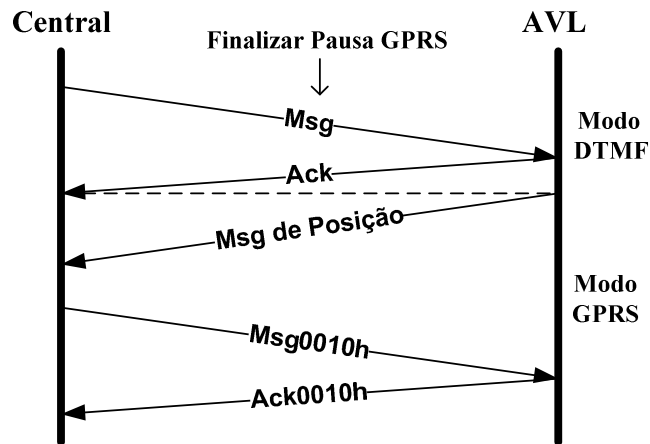 Central
Finalizar Pausa GPRS
AVL
Msg
Modo
DTMF
Ack
Msg de Posição
Modo
GPRS
Msg0010h
Ack0010h